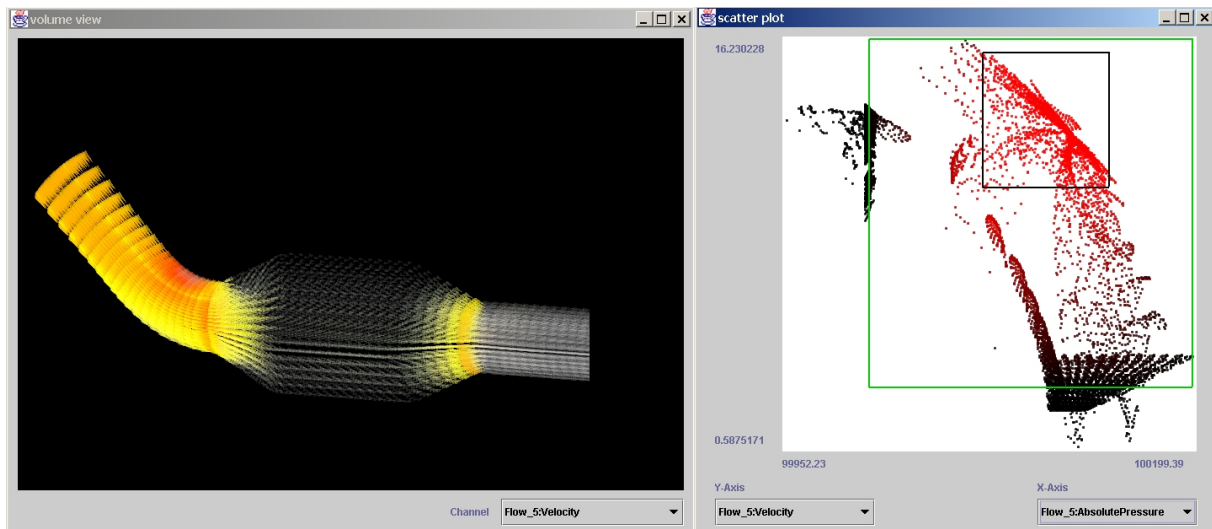 volume view
Channel
Flow_5:Velocity
scatter plot
16.230228
0.5875171
99952.23
100199.39
Y-Axis
X-Axis
Flow_5:Velocity
Flow_5:AbsolutePressure